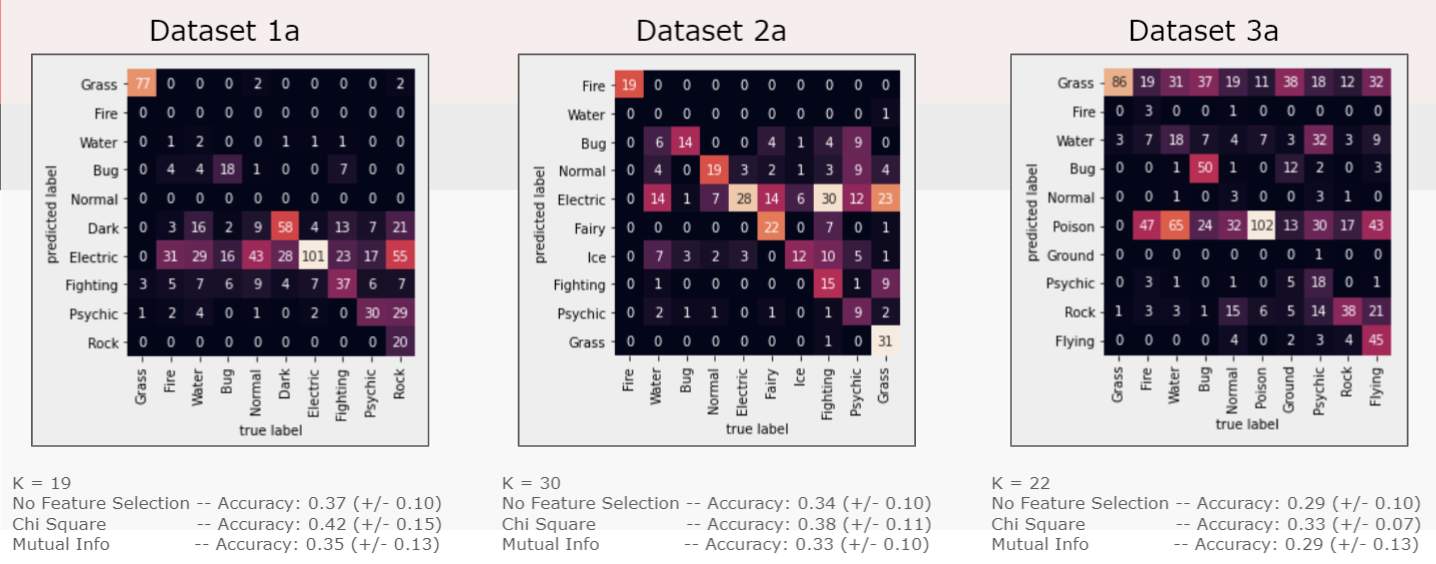 Dataset 1a
Grass 77 0 0 0 2 0 0 0 0 2
Fire 0 0 0 0 0 0 0 0 0 0
Water 0 1 2 0 0 1 1 1 0 0
Bug 0 4 4 18 1 0 0 7 0 0
Normal 0 0 0 0 0 0 0 0 0 0
Dark 0 3 16 2 9 58 4 13 7 21
Electric 0 31 29 16 43 28 101 23 17 55
Fighting 3 5 7 6 9 4 7 37 6 7
Psychic 1 2 4 0 1 0 2 0 30 29
Rock 0 0 0 0 0 0 0 0 0 20
predicted label
Grass Fire Water Bug Normal Dark Electric Fighting Psychic Rock
true label
K = 19
No Feature Selection -- Accuracy: 0.37 (+/- 0.10)
Chi Square -- Accuracy: 0.42 (+/- 0.15)
Mutual Info -- Accuracy: 0.35 (+/- 0.13)
Dataset 2a
Fire 19 0 0 0 0 0 0 0 0 0
Water 0 0 0 0 0 0 0 0 0 1
Bug 0 6 14 0 0 4 1 4 9 0
Normal 0 4 0 19 3 2 1 3 9 4
Electric 0 14 1 7 28 14 6 30 12 23
Fairy 0 0 0 0 0 22 0 7 0 1
Ice 0 7 3 2 3 0 12 10 5 1
Fighting 0 1 0 0 0 0 0 15 1 9
Psychic 0 2 1 1 0 1 0 1 9 2
Grass 0 0 0 0 0 0 0 1 0 31
predicted label
Fire Water Bug Normal Electric Fairy Ice Fighting Psychic Grass
true label
K = 30
No Feature Selection -- Accuracy: 0.34 (+/- 0.10)
Chi Square -- Accuracy: 0.38 (+/- 0.11)
Mutual Info -- Accuracy: 0.33 (+/- 0.10)
Dataset 3a
Grass 86 19 31 37 19 11 38 18 12 32
Fire 0 3 0 0 1 0 0 0 0 0
Water 3 7 18 7 4 7 3 32 3 9
Bug 0 0 1 50 1 0 12 2 0 3
Normal 0 0 1 0 3 0 0 3 1 0
Poison 0 47 65 24 32 102 13 30 17 43
Ground 0 0 0 0 0 0 0 1 0 0
Psychic 0 3 1 0 1 0 5 18 0 1
Rock 1 3 3 1 15 6 5 14 38 21
Flying 0 0 0 0 4 0 2 3 4 45
predicted label
Grass Fire Water Bug Normal Poison Ground Psychic Rock Flying
true label
K = 22
No Feature Selection -- Accuracy: 0.29 (+/- 0.10)
Chi Square -- Accuracy: 0.33 (+/- 0.07)
Mutual Info -- Accuracy: 0.29 (+/- 0.13)